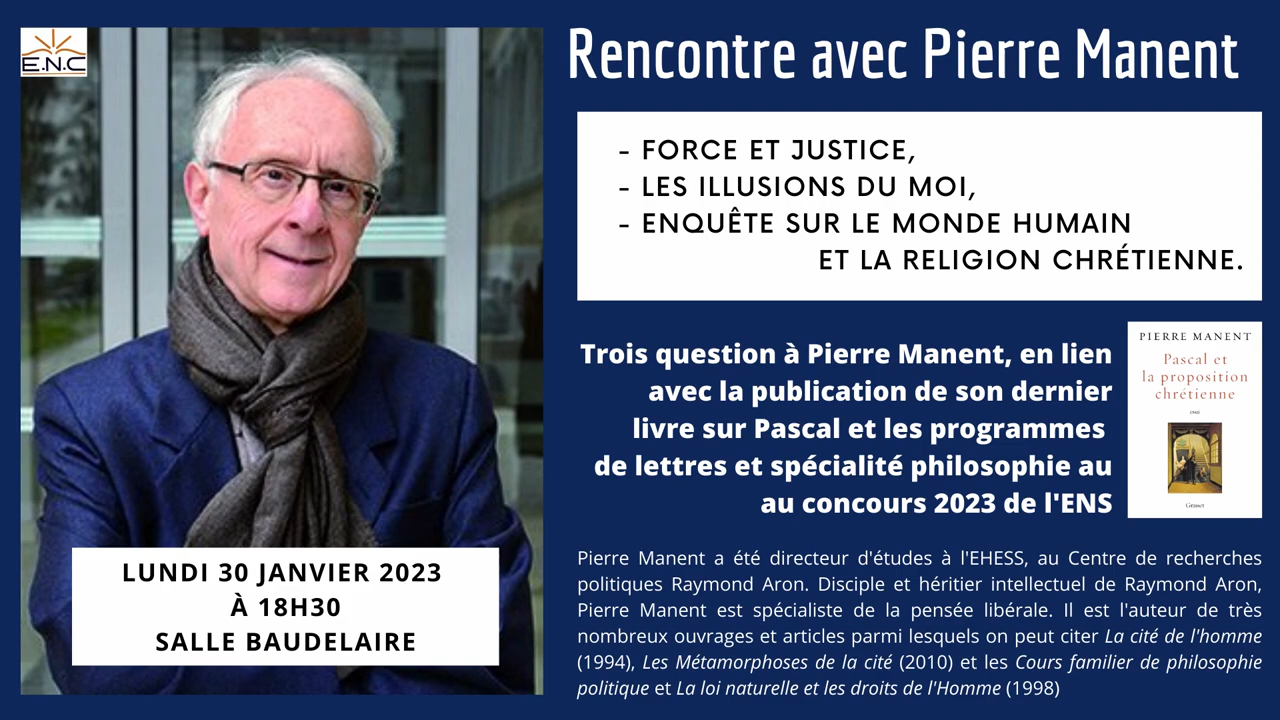 E.N.C
Rencontre avec Pierre Manent
- FORCE ET JUSTICE,
- LES ILLUSIONS DU MOI,
- ENQUÊTE SUR LE MONDE HUMAIN
ET LA RELIGION CHRÉTIENNE.
Trois question à Pierre Manent, en lien
avec la publication de son dernier
livre sur Pascal et les programmes
de lettres et spécialité philosophie au
au concours 2023 de l'ENS
PIERRE MANENT
Pascal et
la proposition
chrétienne
Grasset
Pierre Manent a été directeur d'études à l'EHESS, au Centre de recherches
politiques Raymond Aron. Disciple et héritier intellectuel de Raymond Aron,
Pierre Manent est spécialiste de la pensée libérale. Il est l'auteur de très
nombreux ouvrages et articles parmi lesquels on peut citer La cité de l'homme
(1994), Les Métamorphoses de la cité (2010) et les Cours familier de philosophie
politique et La loi naturelle et les droits de l'Homme (1998)
LUNDI 30 JANVIER 2023
À 18H30
SALLE BAUDELAIRE